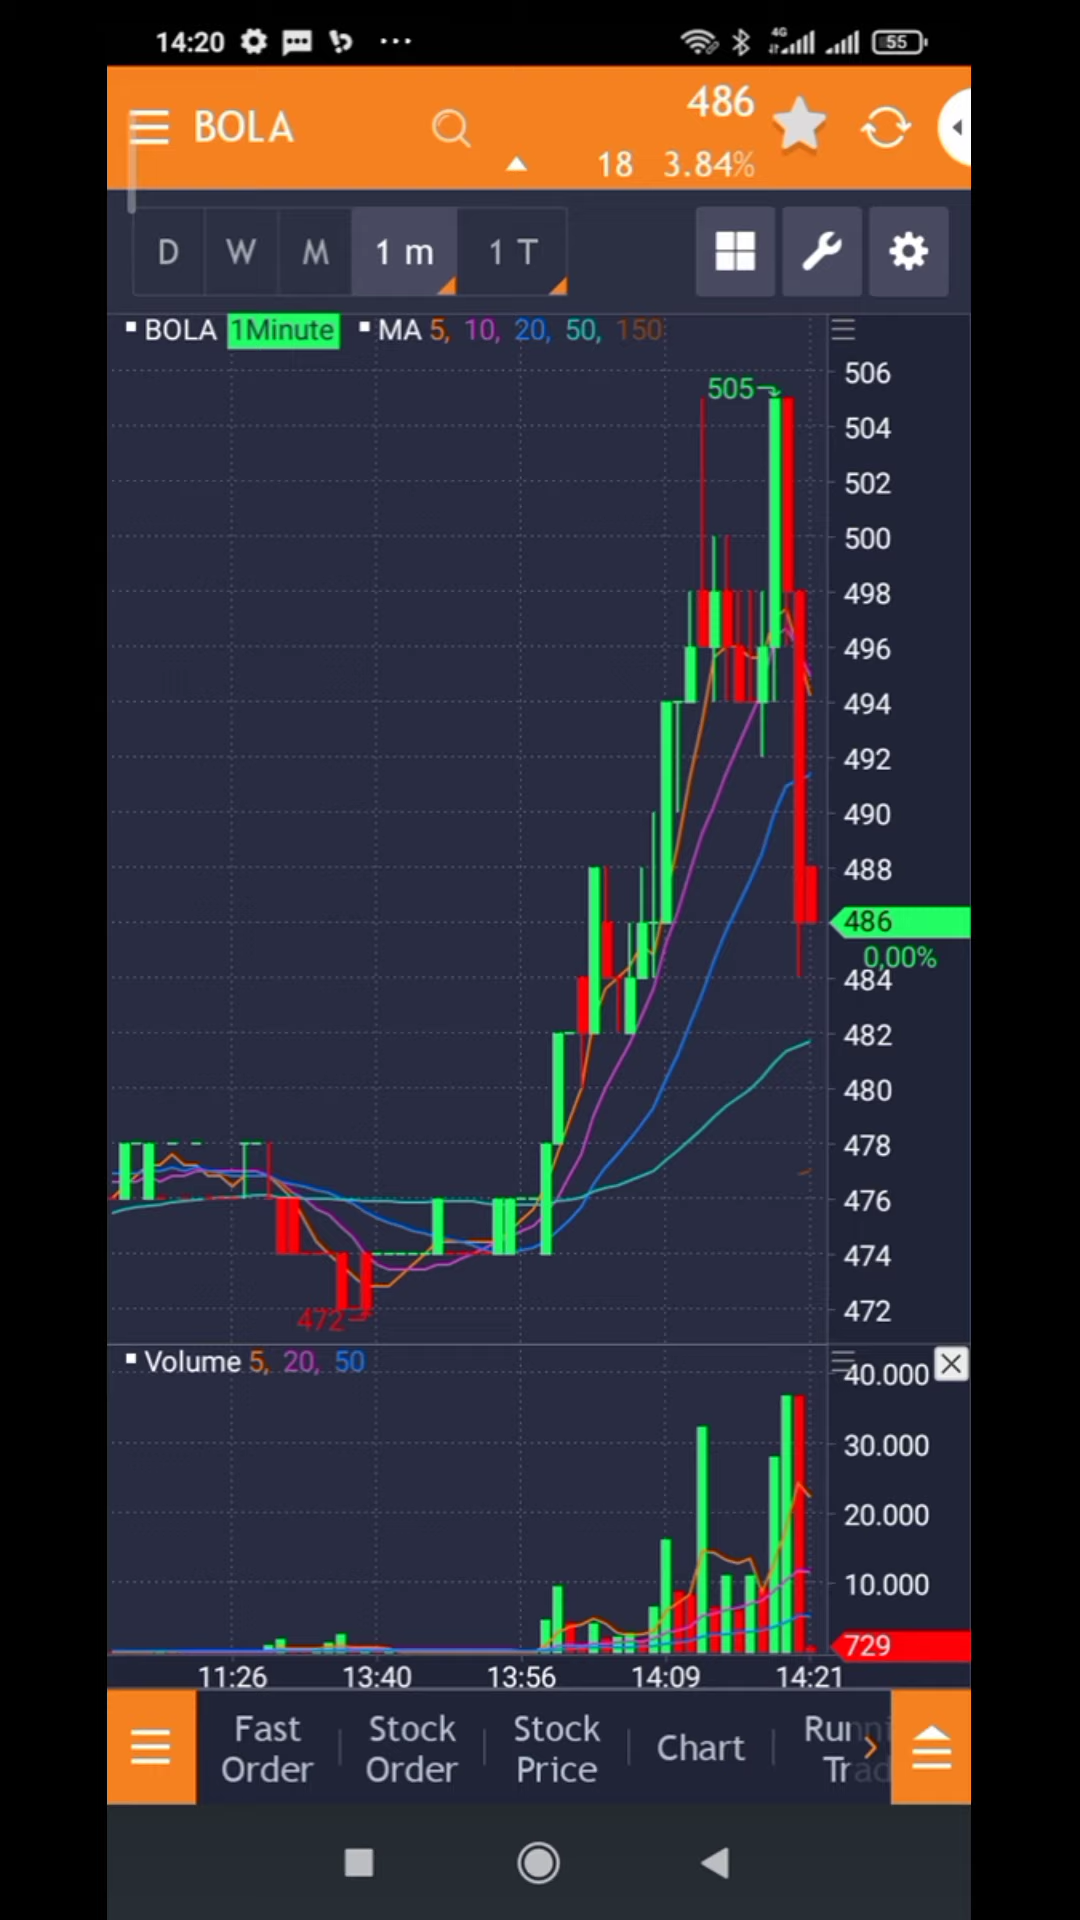 14:20 ... 4G 55
BOLA 486
18 3.84%
D W M 1 m 1 T
BOLA 1Minute MA 5, 10, 20, 50, 150
506
505
504
502
500
498
496
494
492
490
488
486
0,00%
484
482
480
478
476
474
472
472
Volume 5, 20, 50
40.000
30.000
20.000
10.000
729
11:26 13:40 13:56 14:09 14:21
Fast Order
Stock Order
Stock Price
Chart